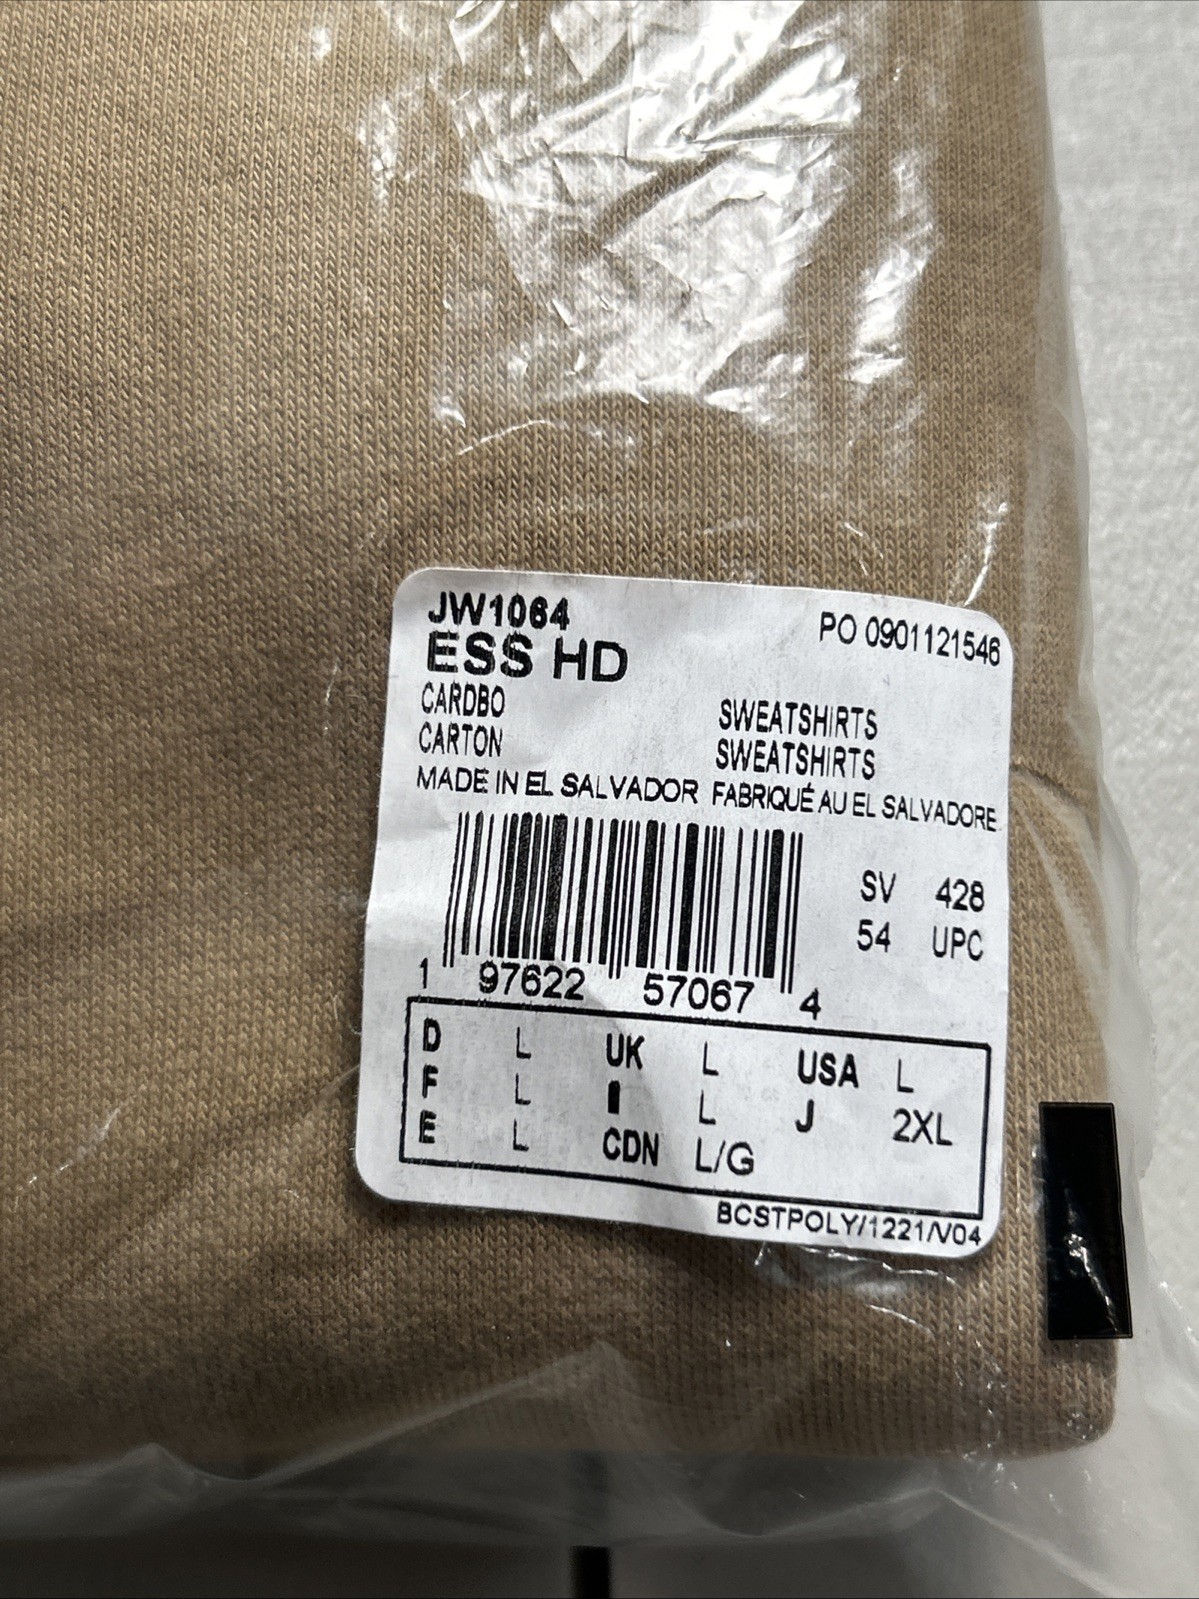 JW1064
PO 0901121546
ESS HD
CARDBO SWEATSHIRTS
CARTON SWEATSHIRTS
MADE IN EL SALVADOR FABRIQUÉ AU EL SALVADORE
SV 428
54 UPC
1 97622 57067 4
D L UK L USA L
F L I L J 2XL
E L CDN L/G
BCSTPOLY/1221/V04